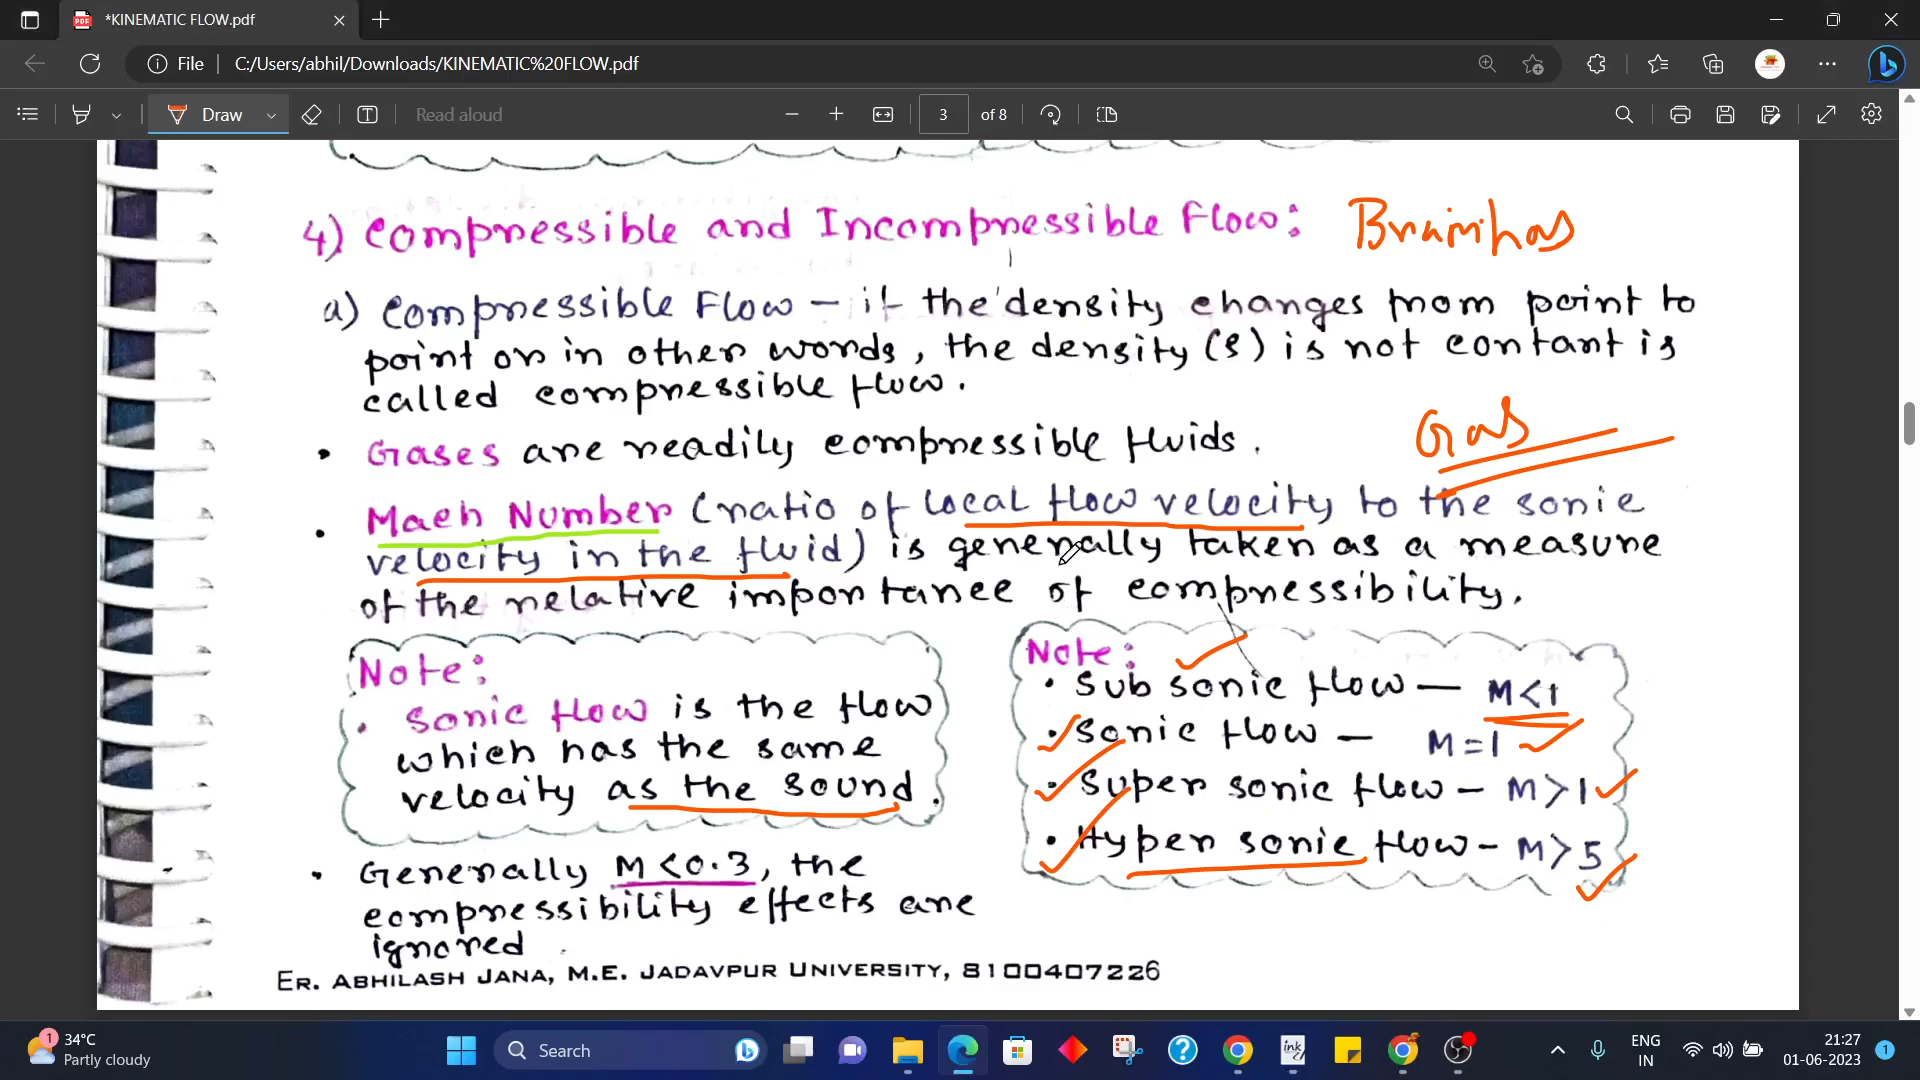 *KINEMATIC FLOW.pdf
File
C:/Users/abhil/Downloads/KINEMATIC%20FLOW.pdf
Draw
Read aloud
3
of 8
4) Compressible and Incompressible Flow:
a) Compressible Flow – if the density changes from point to
point or in other words, the density (ρ) is not contant is
called compressible flow.
Gas
• Gases are readily compressible fluids.
• Mach Number (ratio of local flow velocity to the sonic
velocity in the fluid) is generally taken as a measure
of the relative importance of compressibility.
Note:
• Sonic flow is the flow
which has the same
velocity as the sound.
Note:
• Sub sonic flow — M<1
• Sonic flow — M=1
• Super sonic flow – M>1
• Hyper sonic flow – M>5
• Generally M<0.3, the
compressibility effects are
ignored
ER. ABHILASH JANA, M.E. JADAVPUR UNIVERSITY, 8100407226
34°C
Partly cloudy
Search
ENG
IN
21:27
01-06-2023
1